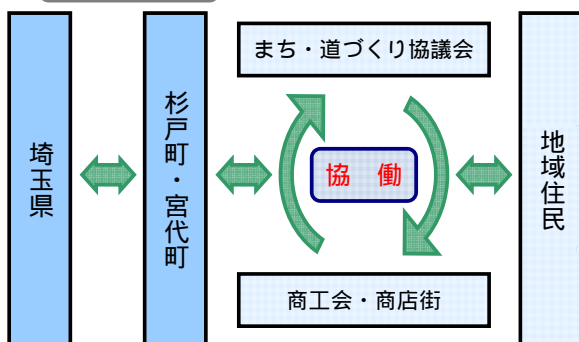 埼玉県
杉戸町・宮代町
まち・道づくり協議会
協 働
商工会・商店街
地域住民